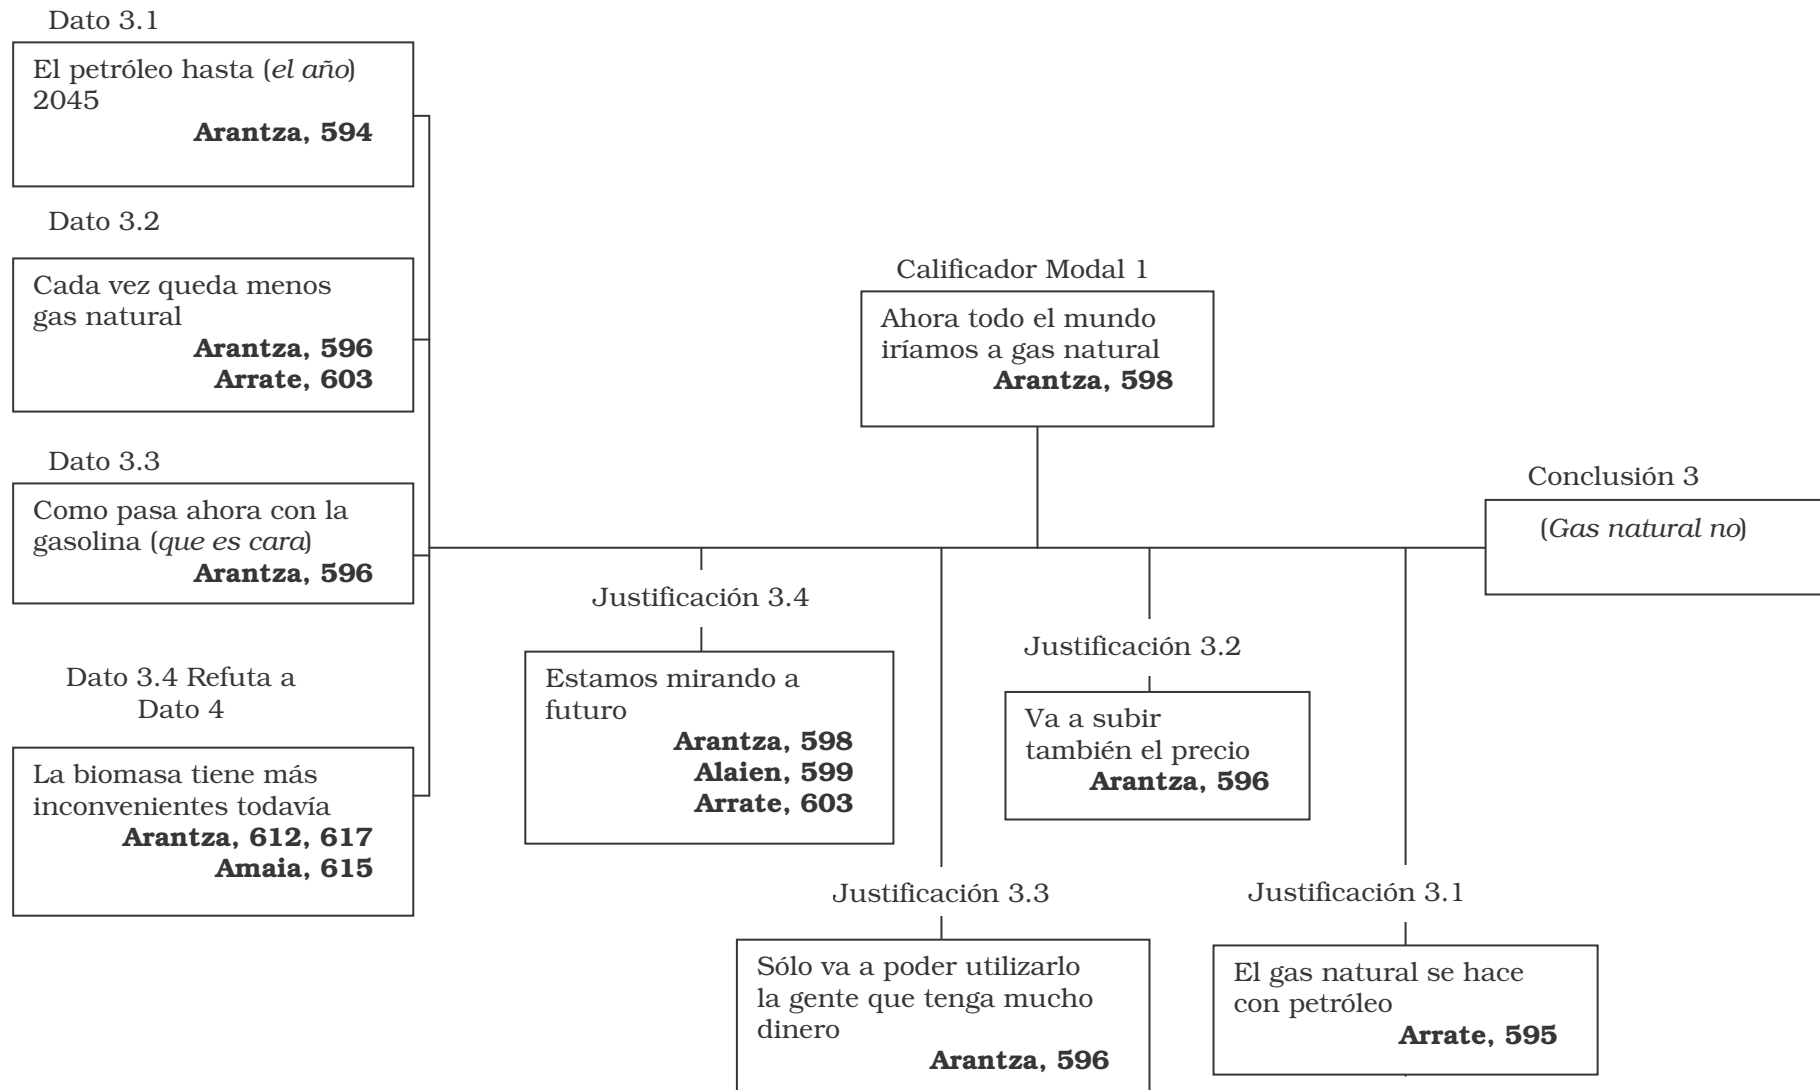 Dato 3.1
El petróleo hasta (el año)
2045
Arantza, 594
Dato 3.2
Cada vez queda menos
gas natural
Arantza, 596
Arrate, 603
Dato 3.3
Como pasa ahora con la
gasolina (que es cara)
Arantza, 596
Dato 3.4 Refuta a
Dato 4
La biomasa tiene más
inconvenientes todavía
Arantza, 612, 617
Amaia, 615
Calificador Modal 1
Ahora todo el mundo
iríamos a gas natural
Arantza, 598
Conclusión 3
(Gas natural no)
Justificación 3.4
Estamos mirando a
futuro
Arantza, 598
Alaien, 599
Arrate, 603
Justificación 3.2
Va a subir
también el precio
Arantza, 596
Justificación 3.3
Sólo va a poder utilizarlo
la gente que tenga mucho
dinero
Arantza, 596
Justificación 3.1
El gas natural se hace
con petróleo
Arrate, 595